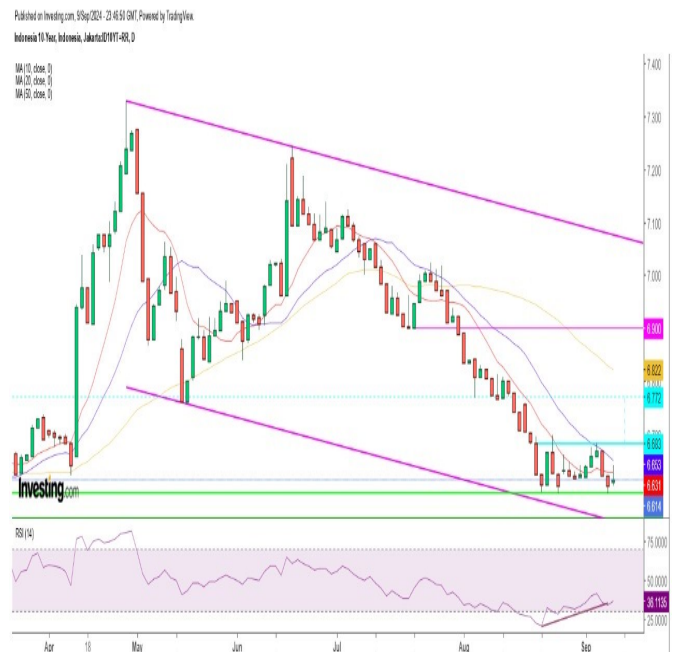 Published on Investing.com, 9/Sep/2024 - 23:46:50 GMT, Powered by TradingView.
Indonesia 10-Year, Indonesia, Jakarta:ID10YT=RR, D
MA (10, close, 0)
MA (20, close, 0)
MA (50, close, 0)
7.400
7.300
7.200
7.100
7.000
6.900
6.822
6.772
6.683
6.653
6.631
6.614
Investing.com
RSI (14)
75.0000
50.0000
36.1135
25.0000
Apr 18 May Jun Jul Aug Sep